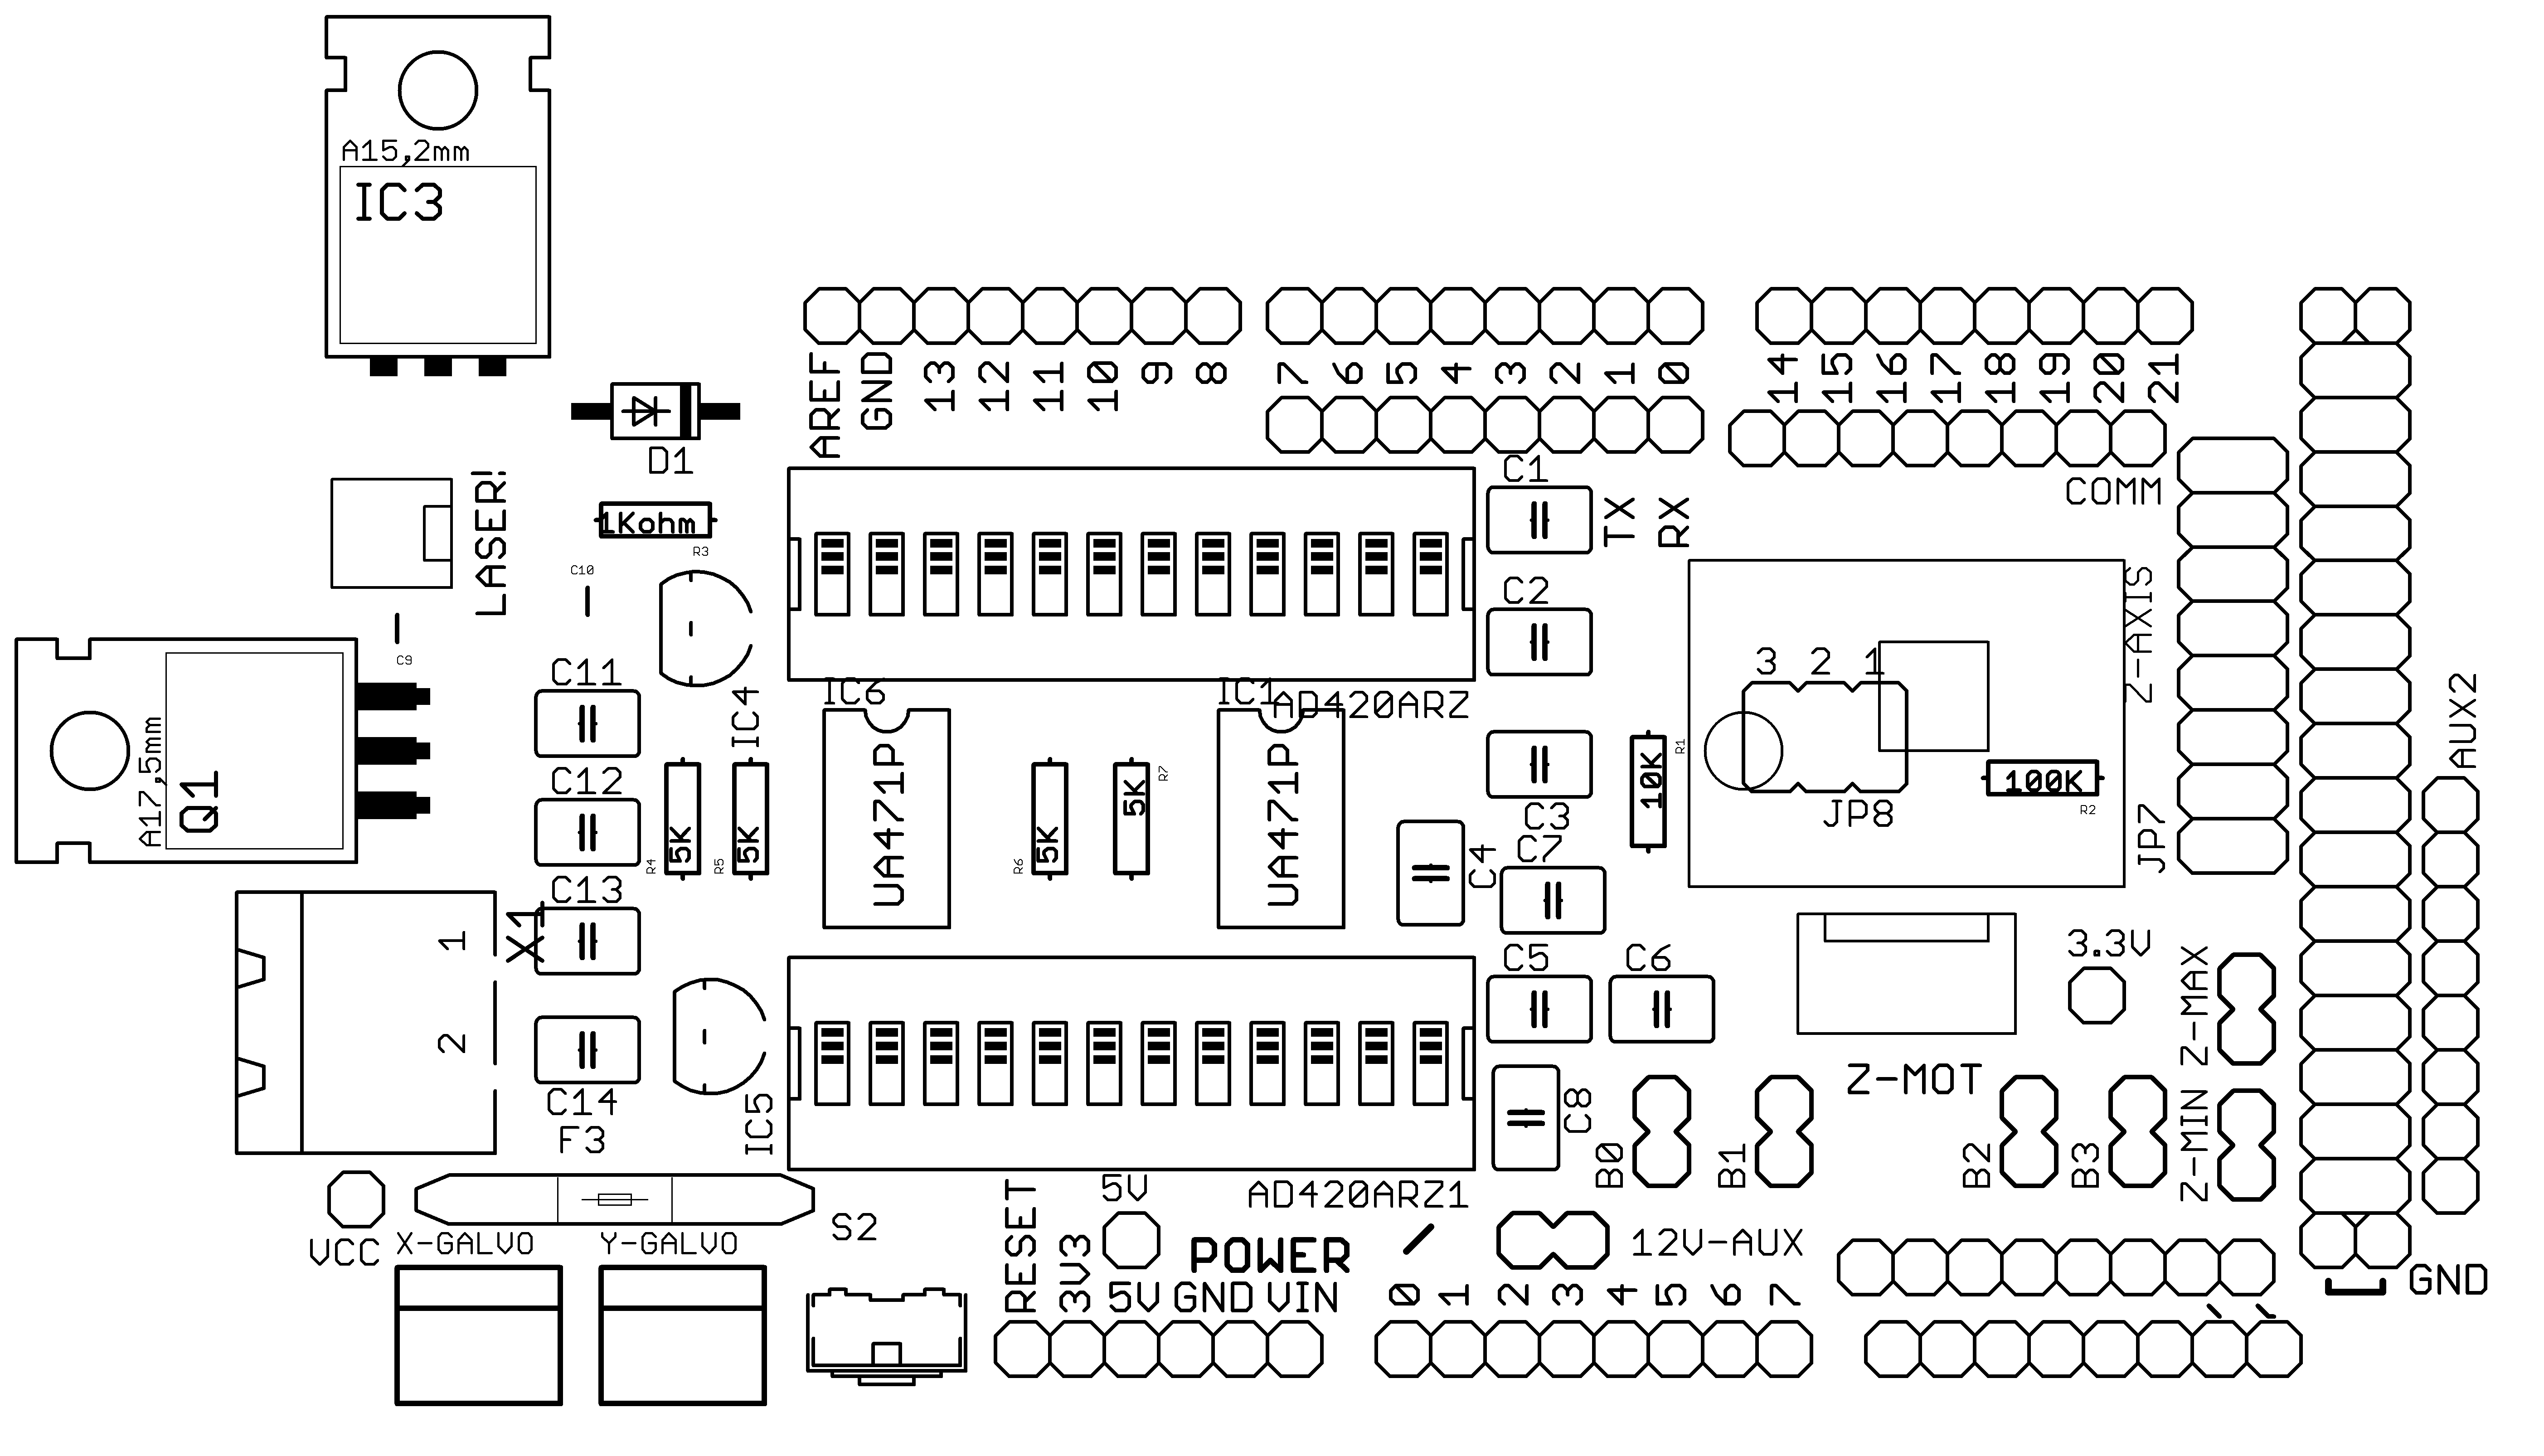 A15,2mm
IC3
AREF
GND
13
12
11
10
9
8
7
6
5
4
3
2
1
0
14
15
16
17
18
19
20
21
D1
LASER!
1Kohm
R3
C10
C9
C1
TX
RX
COMM
C2
Z-AXIS
3 2 1
C11
IC4
IC6
IC1
AD420ARZ
AUX2
A17,5mm
Q1
C12
UA471P
UA471P
5K
R4
5K
R5
5K
R6
5K
R7
C3
10K
R1
100K
R2
JP8
JP7
C4
C7
C13
X1
1
2
C5
C6
3.3V
Z-MAX
C14
F3
IC5
C8
Z-MOT
B0
B1
B2
B3
Z-MIN
VCC
X-GALVO
Y-GALVO
S2
RESET
3V3
5V
AD420ARZ1
POWER
12V-AUX
5V
GND
VIN
0
1
2
3
4
5
6
7
GND